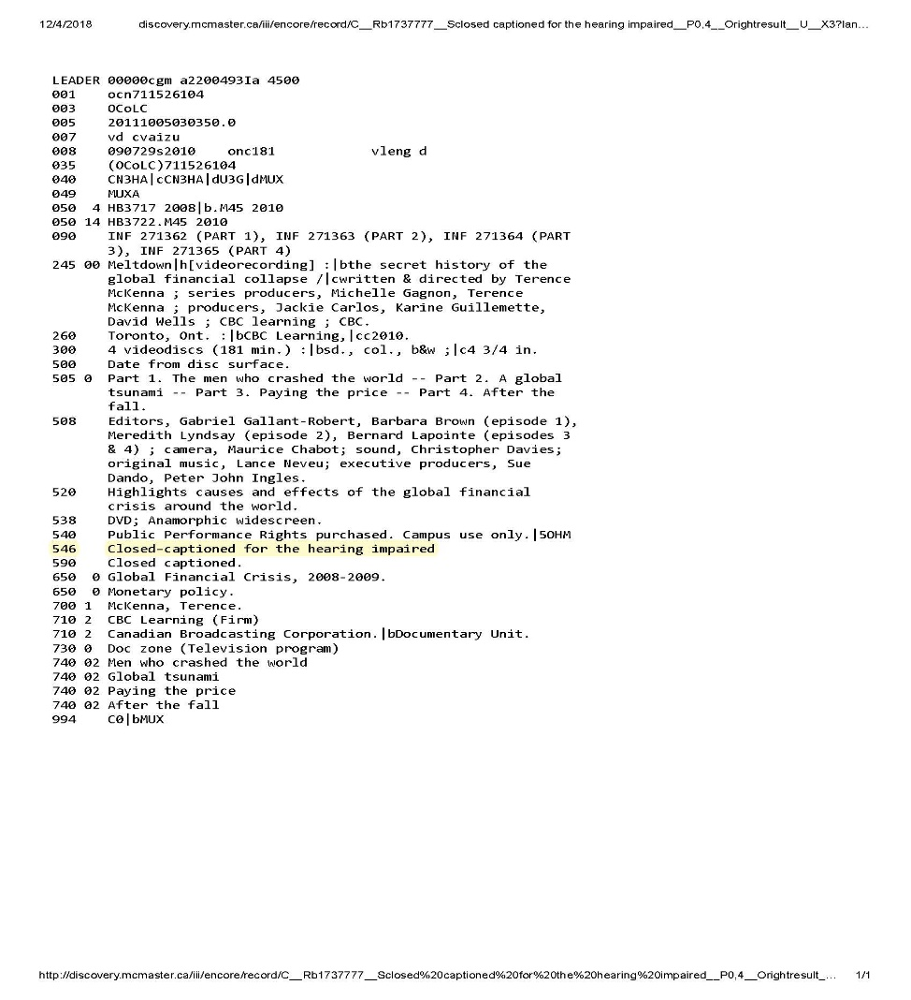 12/4/2018 discovery.mcmaster.ca/iii/encore/record/C__Rb1737777__Sclosed captioned for the hearing impaired__P0,4__Orightresult__U__X3?lan…
LEADER 00000cgm a2200493Ia 4500
001 ocn711526104
003 OCoLC
005 20111005030350.0
007 vd cvaizu
008 090729s2010 onc181 vleng d
035 (OCoLC)711526104
040 CN3HA|cCN3HA|dU3G|dMUX
049 MUXA
050 4 HB3717 2008|b.M45 2010
050 14 HB3722.M45 2010
090 INF 271362 (PART 1), INF 271363 (PART 2), INF 271364 (PART
3), INF 271365 (PART 4)
245 00 Meltdown|h[videorecording] :|bthe secret history of the
global financial collapse /|cwritten & directed by Terence
McKenna ; series producers, Michelle Gagnon, Terence
McKenna ; producers, Jackie Carlos, Karine Guillemette,
David Wells ; CBC learning ; CBC.
260 Toronto, Ont. :|bCBC Learning,|cc2010.
300 4 videodiscs (181 min.) :|bsd., col., b&w ;|c4 3/4 in.
500 Date from disc surface.
505 0 Part 1. The men who crashed the world -- Part 2. A global
tsunami -- Part 3. Paying the price -- Part 4. After the
fall.
508 Editors, Gabriel Gallant-Robert, Barbara Brown (episode 1),
Meredith Lyndsay (episode 2), Bernard Lapointe (episodes 3
& 4) ; camera, Maurice Chabot; sound, Christopher Davies;
original music, Lance Neveu; executive producers, Sue
Dando, Peter John Ingles.
520 Highlights causes and effects of the global financial
crisis around the world.
538 DVD; Anamorphic widescreen.
540 Public Performance Rights purchased. Campus use only.|5OHM
546 Closed-captioned for the hearing impaired
590 Closed captioned.
650 0 Global Financial Crisis, 2008-2009.
650 0 Monetary policy.
700 1 McKenna, Terence.
710 2 CBC Learning (Firm)
710 2 Canadian Broadcasting Corporation.|bDocumentary Unit.
730 0 Doc zone (Television program)
740 02 Men who crashed the world
740 02 Global tsunami
740 02 Paying the price
740 02 After the fall
994 C0|bMUX
http://discovery.mcmaster.ca/iii/encore/record/C__Rb1737777__Sclosed%20captioned%20for%20the%20hearing%20impaired__P0,4__Orightresult_… 1/1